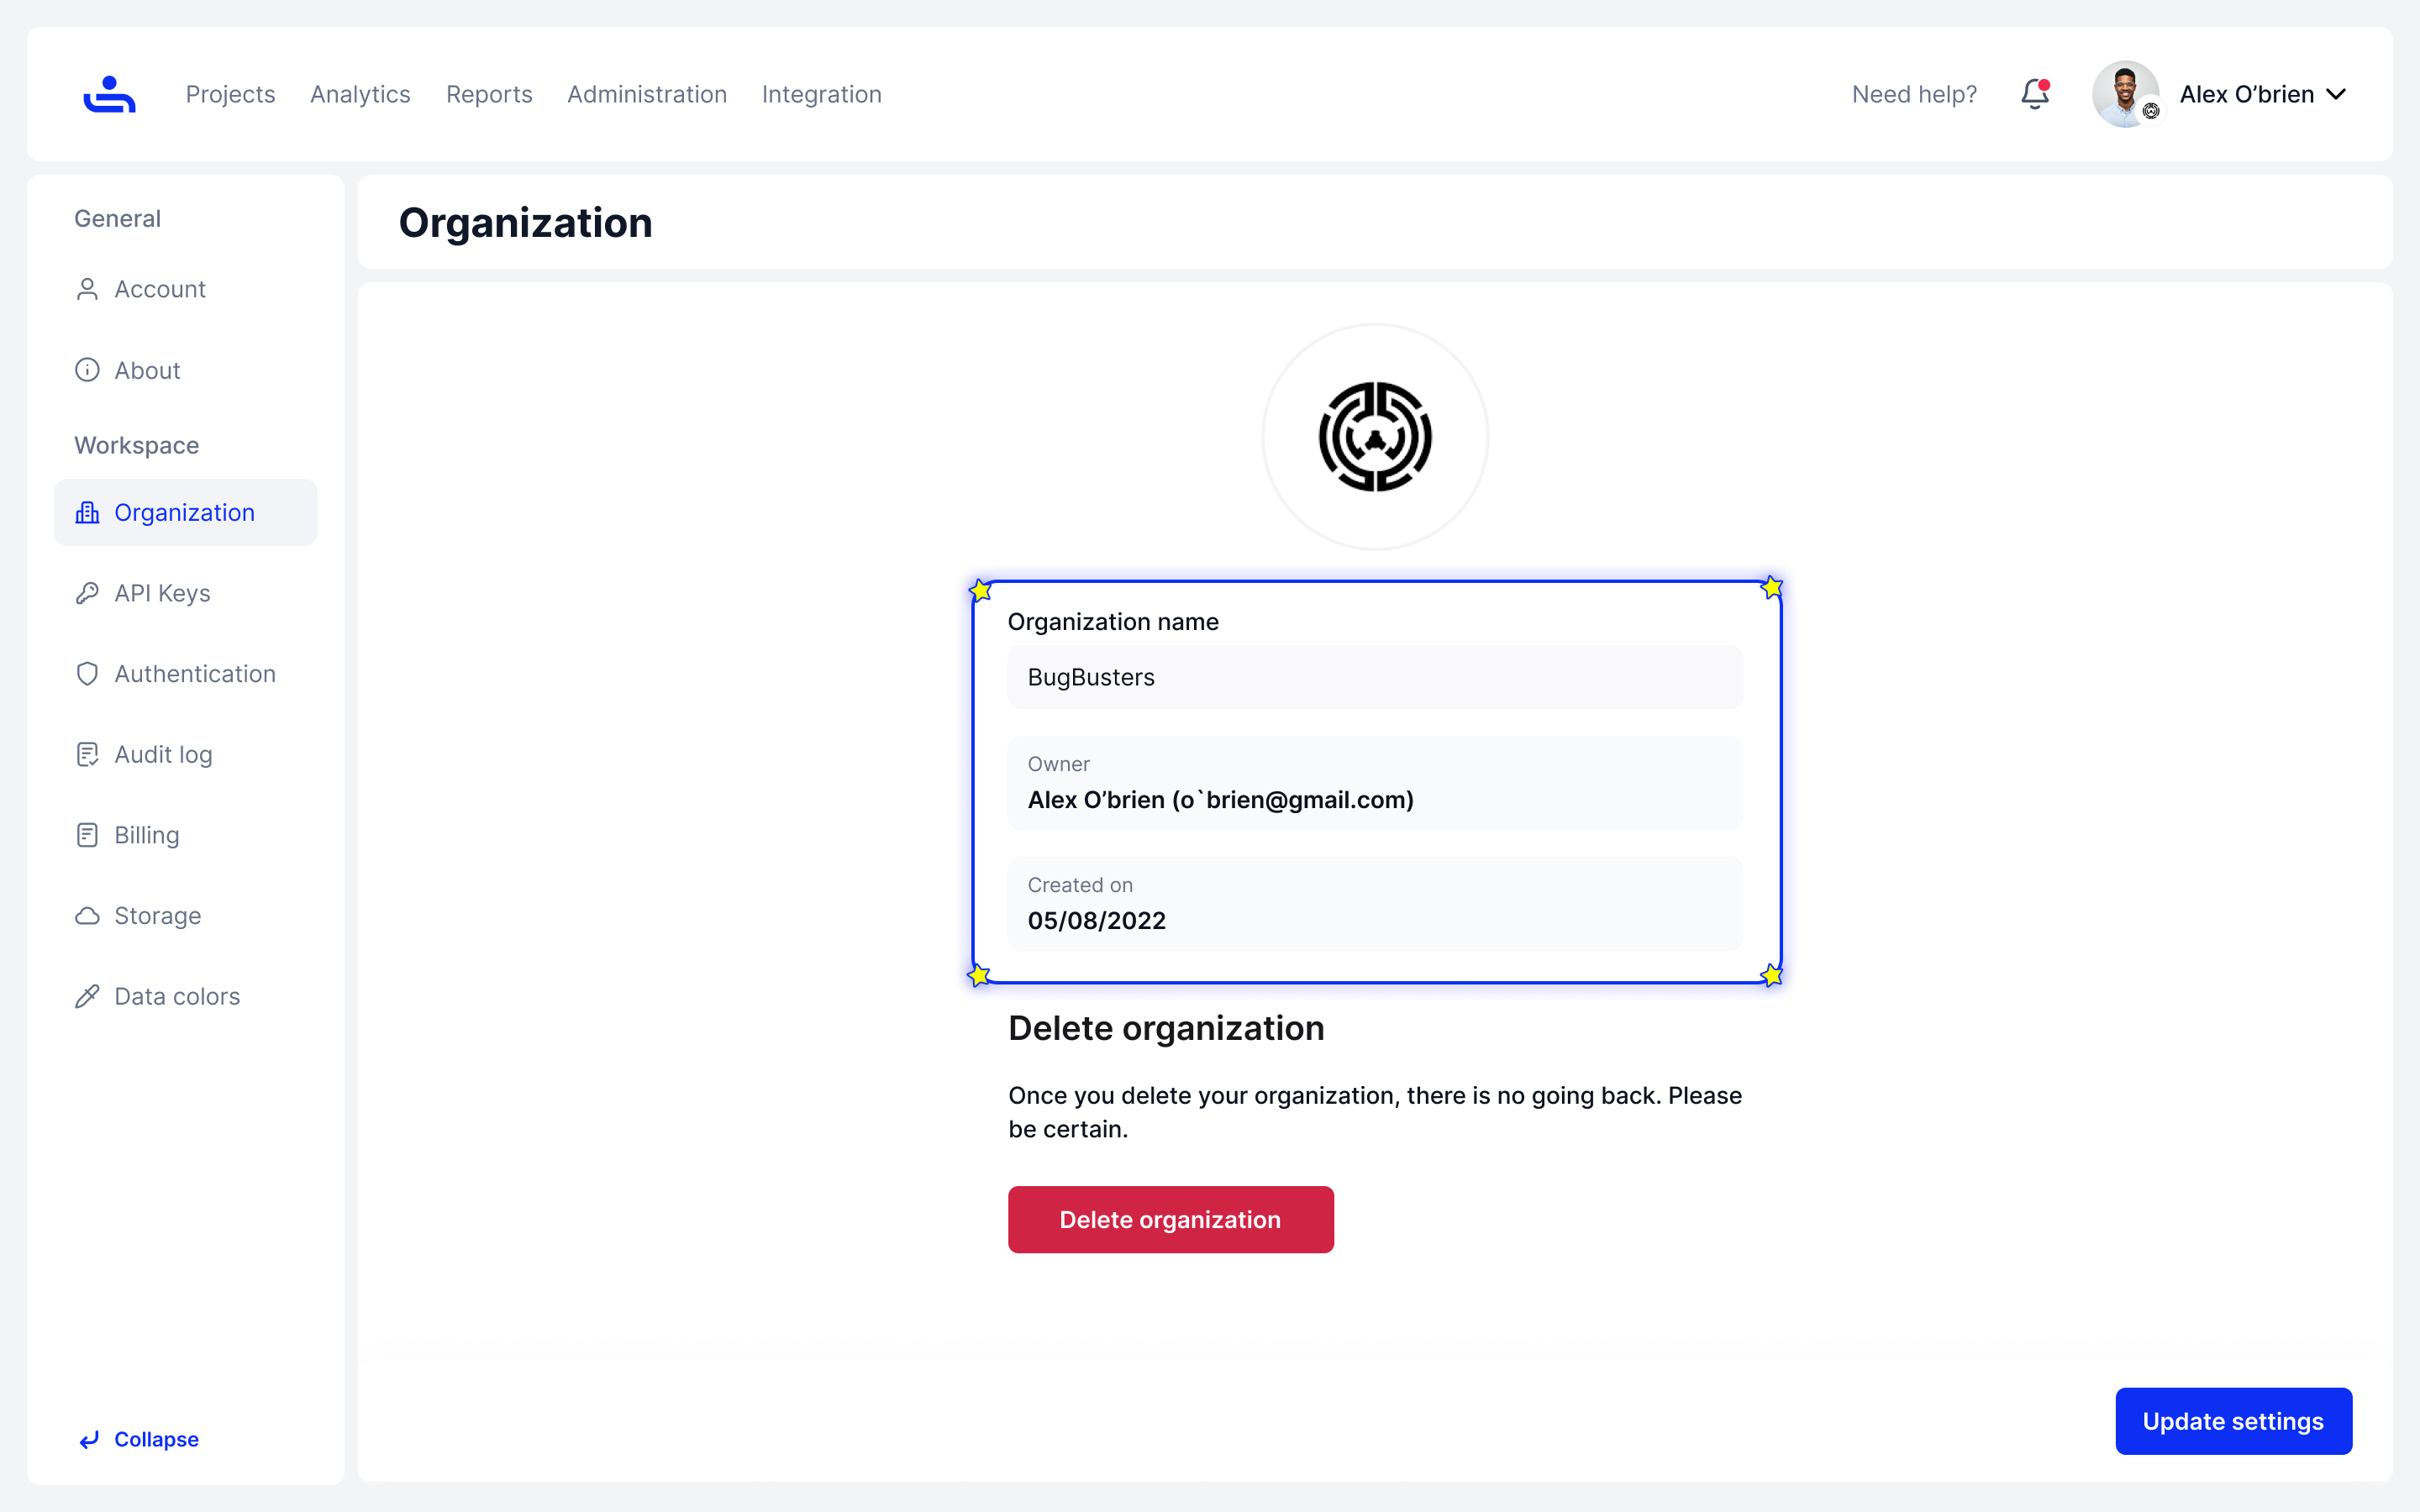 Projects Analytics Reports Administration Integration Need help? Alex O’brien
General
Account
About
Workspace
Organization
API Keys
Authentication
Audit log
Billing
Storage
Data colors
Collapse
Organization
Organization name
BugBusters
Owner
Alex O’brien (o`brien@gmail.com)
Created on
05/08/2022
Delete organization
Once you delete your organization, there is no going back. Please
be certain.
Delete organization
Update settings